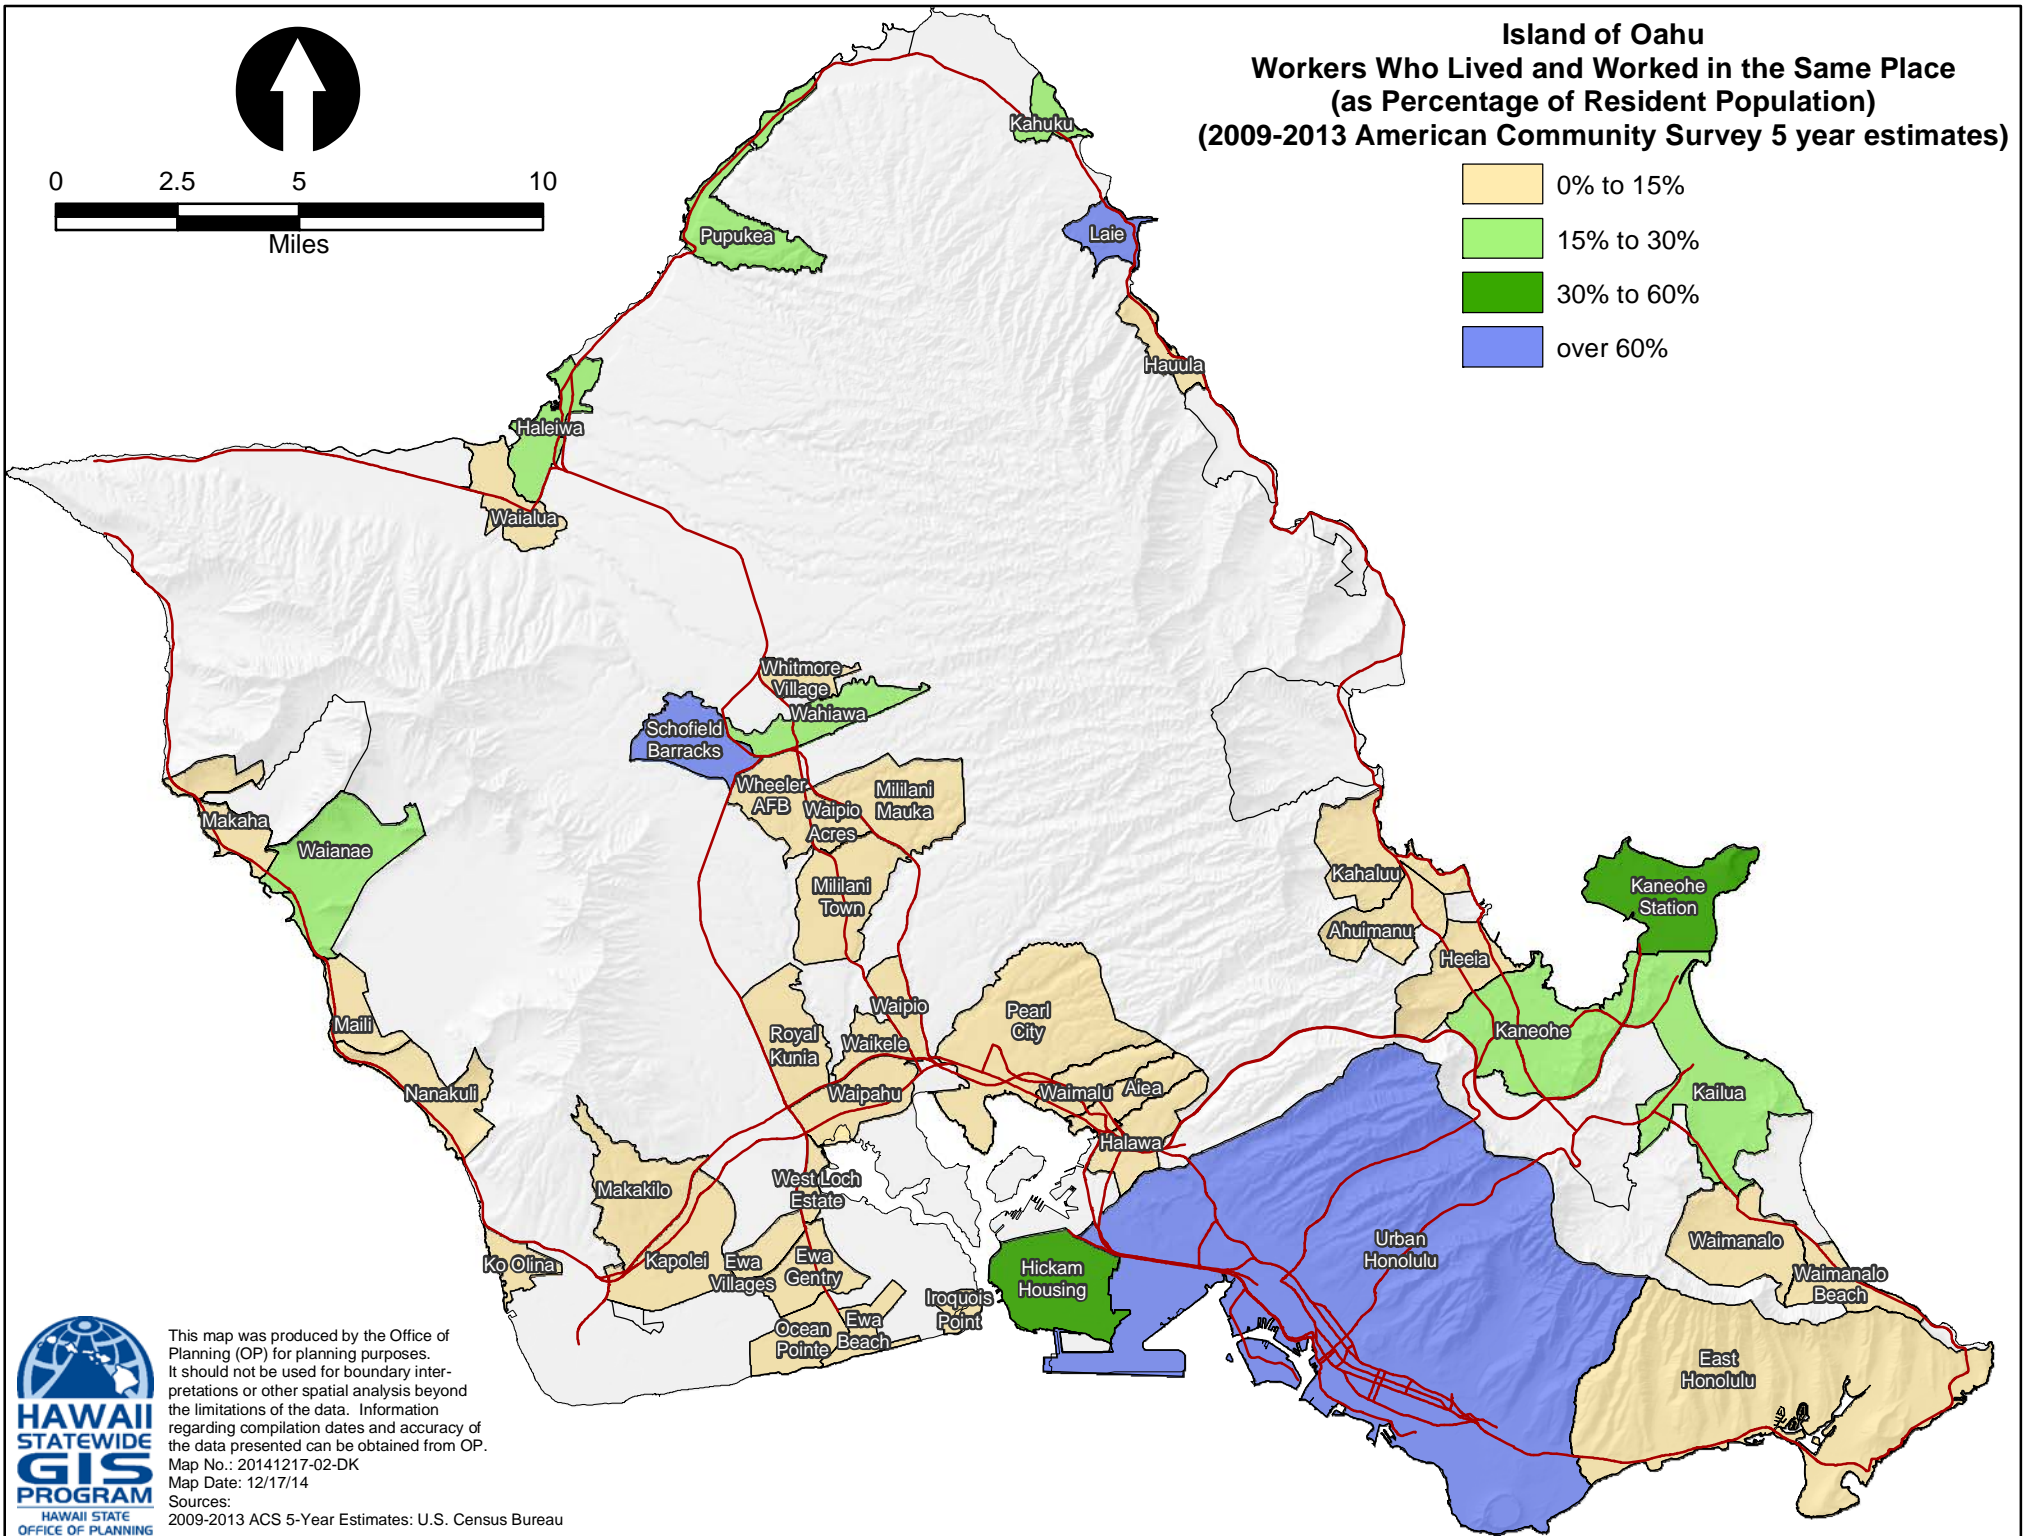 Island of Oahu
Workers Who Lived and Worked in the Same Place
(as Percentage of Resident Population)
(2009-2013 American Community Survey 5 year estimates)
0% to 15%
15% to 30%
30% to 60%
over 60%
0 2.5 5 10
Miles
Kahuku
Pupukea
Laie
Hauula
Haleiwa
Waialua
Whitmore
Village
Wahiawa
Schofield
Barracks
Wheeler
AFB
Waipio
Acres
Mililani
Mauka
Makaha
Waianae
Mililani
Town
Kahaluu
Ahuimanu
Heeia
Kaneohe
Station
Maili
Nanakuli
Royal
Kunia
Waipio
Waikele
Waipahu
Pearl
City
Waimalu
Aiea
Halawa
Kaneohe
Kailua
West Loch
Estate
Makakilo
Ko Olina
Kapolei
Ewa
Villages
Ewa
Gentry
Ocean
Pointe
Ewa
Beach
Iroquois
Point
Hickam
Housing
Urban
Honolulu
Waimanalo
Waimanalo
Beach
East
Honolulu
HAWAII
STATEWIDE
GIS
PROGRAM
HAWAII STATE
OFFICE OF PLANNING
This map was produced by the Office of
Planning (OP) for planning purposes.
It should not be used for boundary inter-
pretations or other spatial analysis beyond
the limitations of the data. Information
regarding compilation dates and accuracy of
the data presented can be obtained from OP.
Map No.: 20141217-02-DK
Map Date: 12/17/14
Sources:
2009-2013 ACS 5-Year Estimates: U.S. Census Bureau